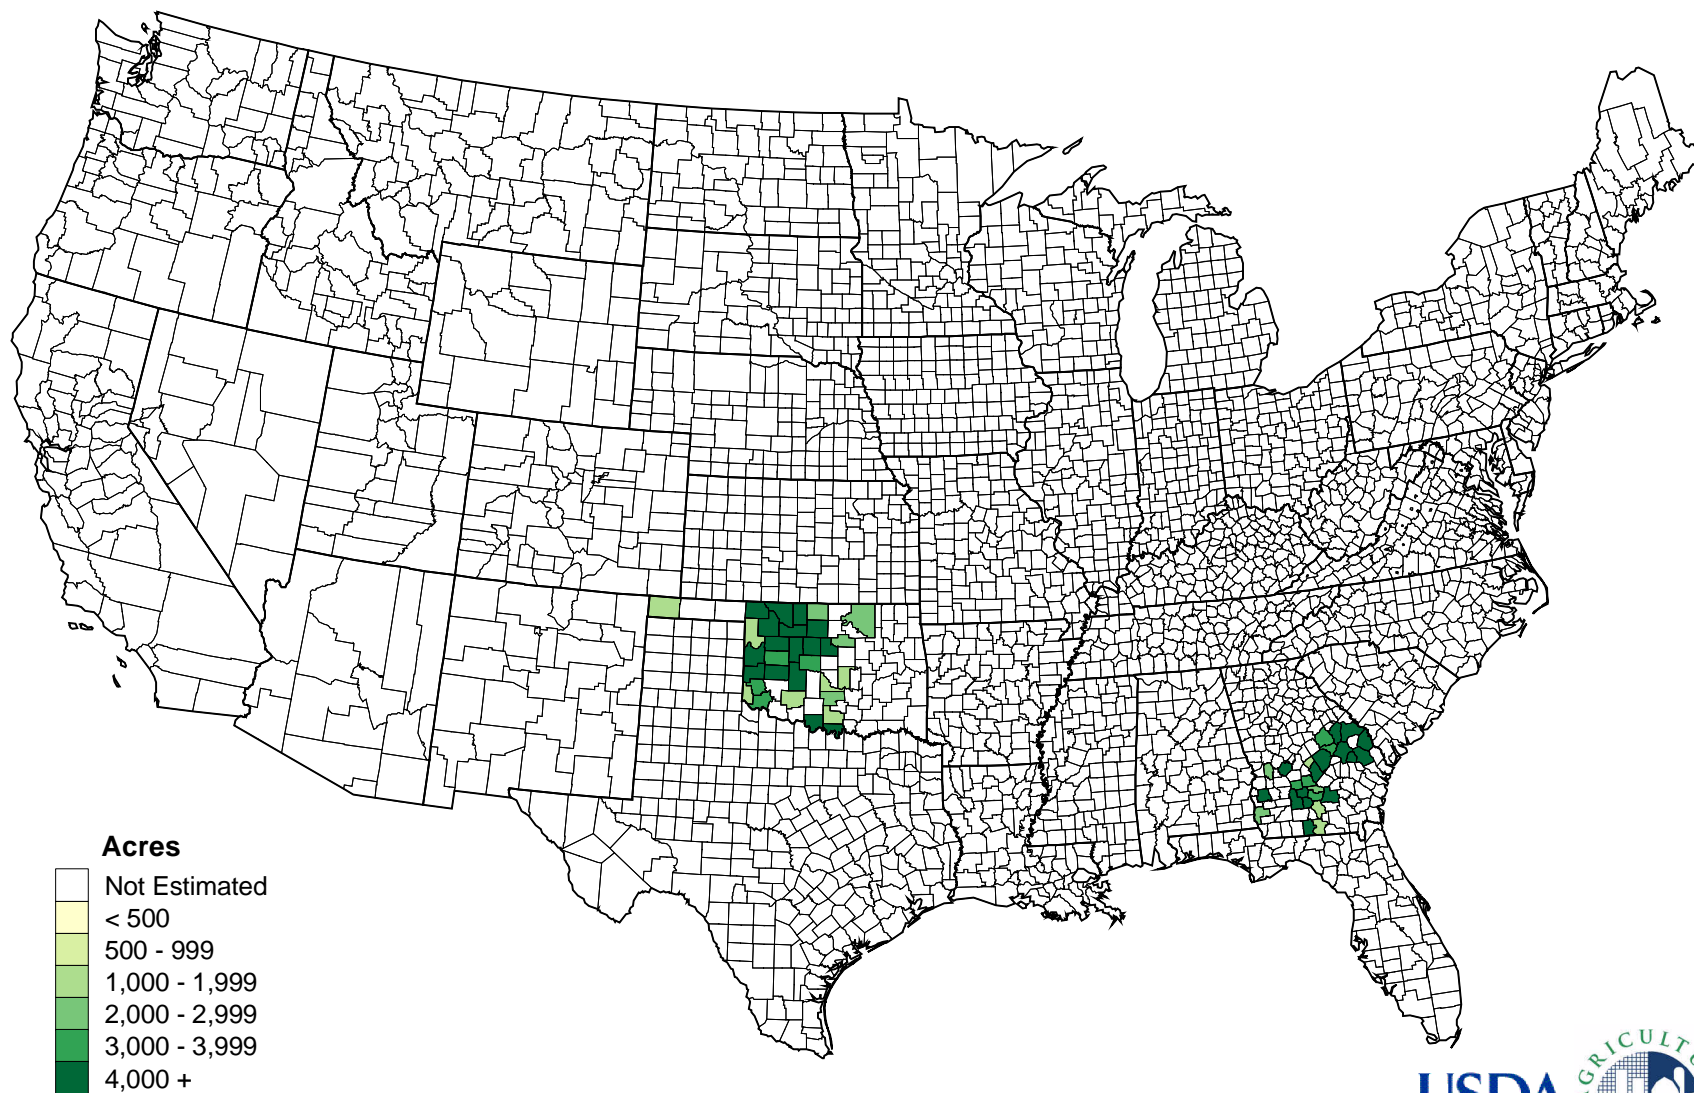 Acres
Not Estimated
< 500
500 - 999
1,000 - 1,999
2,000 - 2,999
3,000 - 3,999
4,000 +
USDA